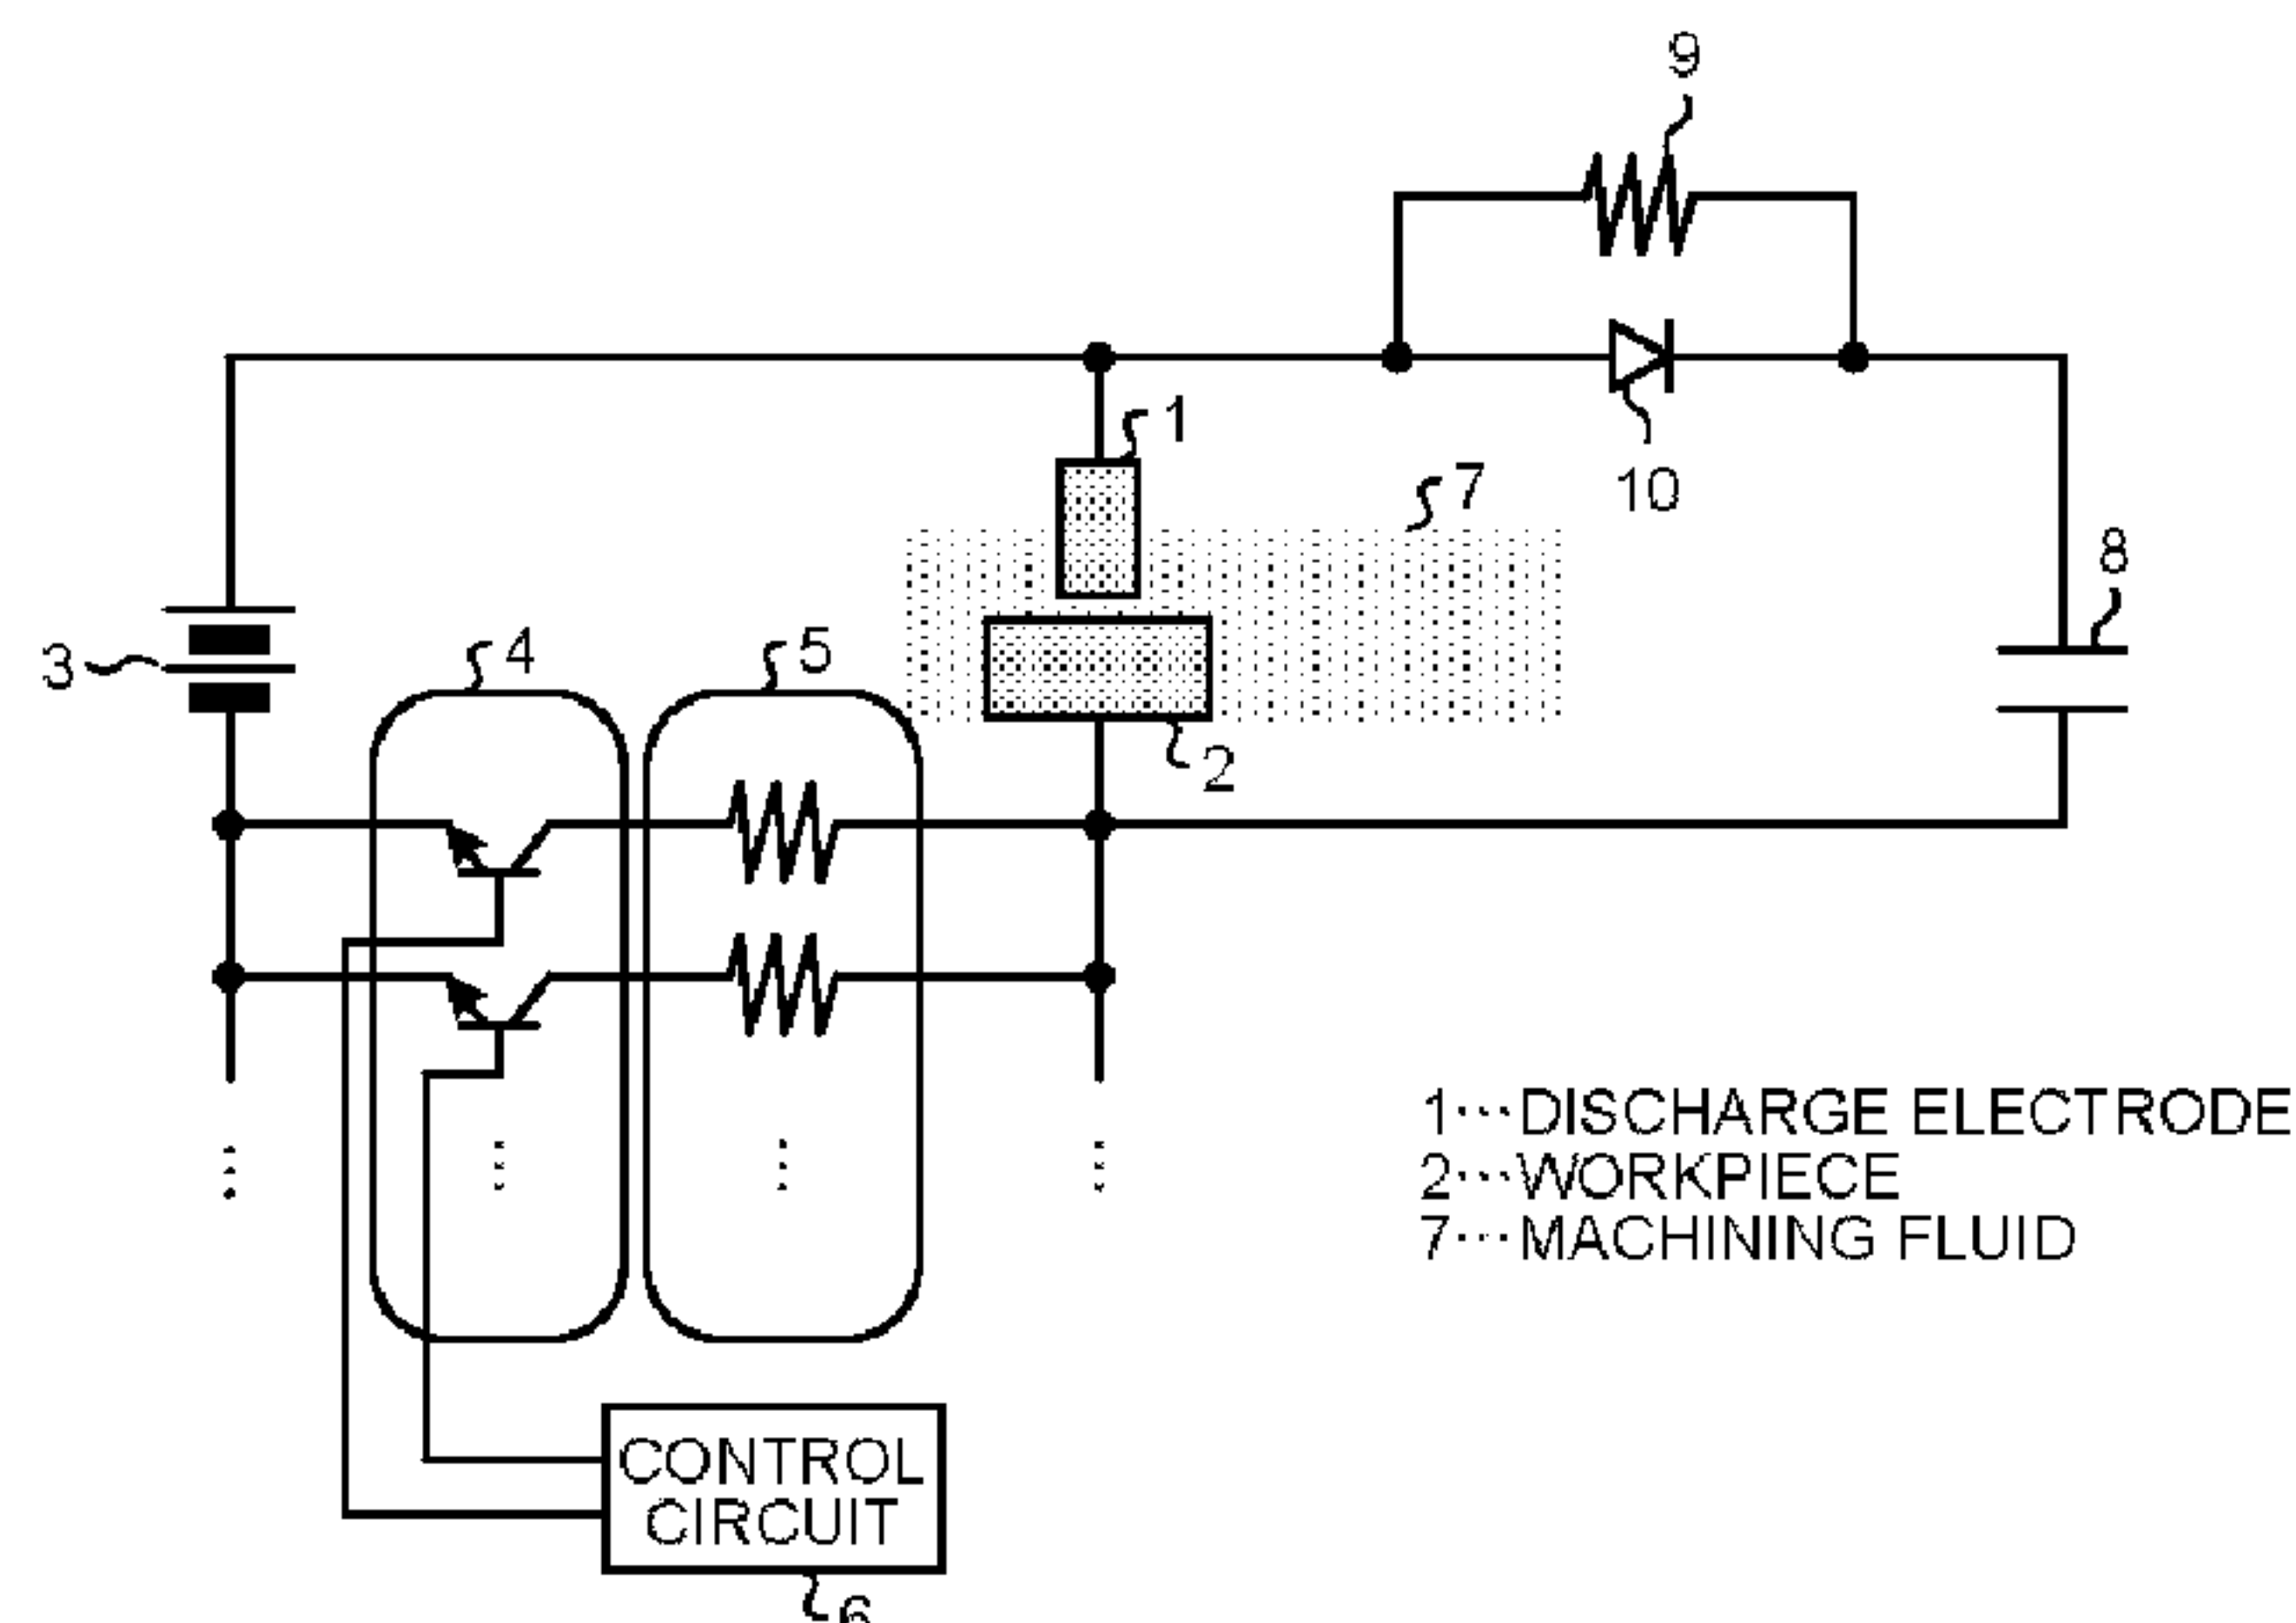 9
1
7
10
8
3
4
5
2
1···DISCHARGE ELECTRODE
2···WORKPIECE
7···MACHINING FLUID
CONTROL
CIRCUIT
6